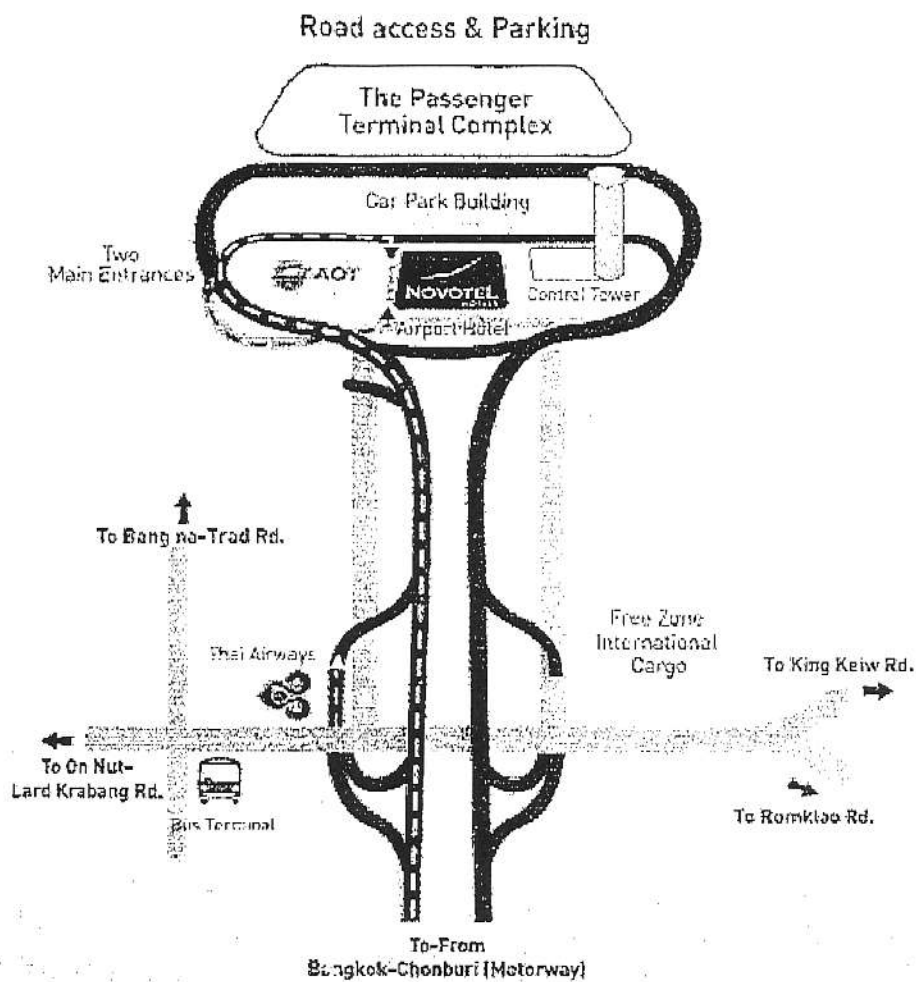 Road access & Parking
The Passenger
Terminal Complex
Car Park Building
Two
Main Entrances
AOT
NOVOTEL
HOTELS
Control Tower
Airport Hotel
To Bang na-Trad Rd.
Thai Airways
Free Zone
International
Cargo
To King Keiw Rd.
To On Nut-
Lard Krabang Rd.
Bus Terminal
To Romklao Rd.
To-From
Bangkok-Chonburi (Motorway)